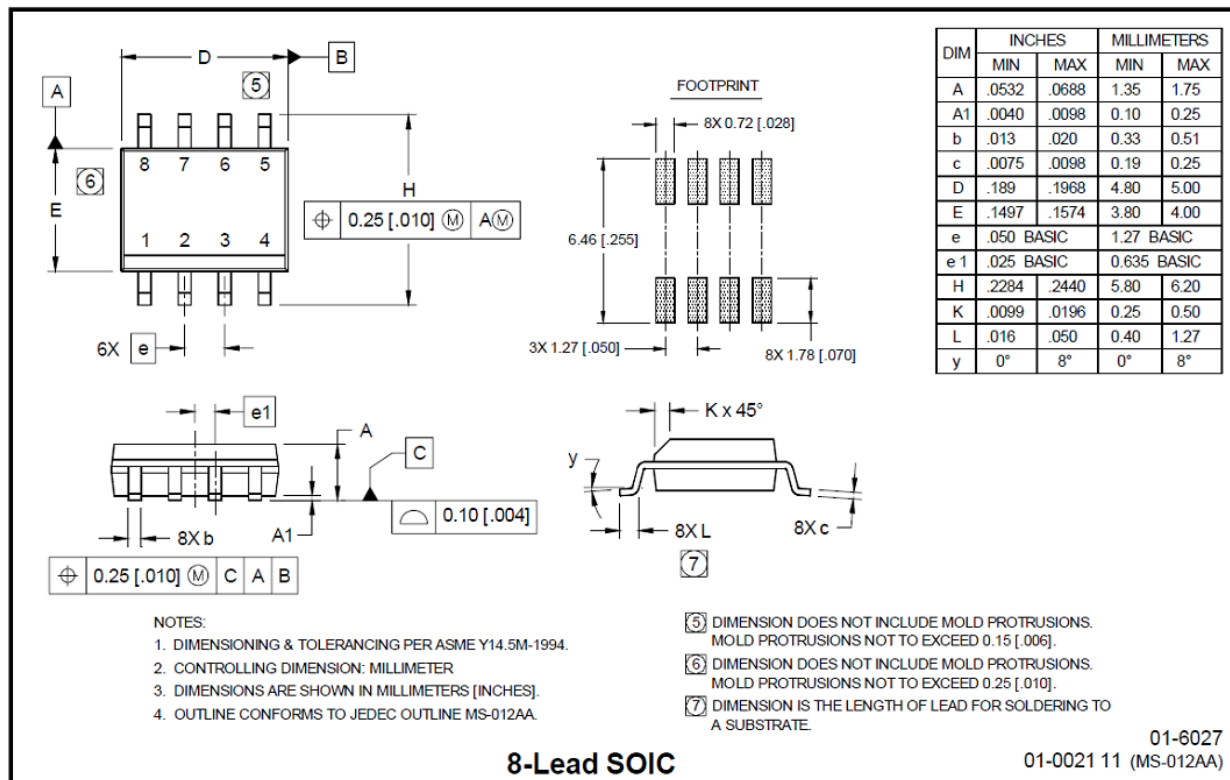 D
B
5
A
8 7 6 5
6
E
H
⌖ 0.25 [.010] Ⓜ AⓂ
1 2 3 4
6X e
FOOTPRINT
8X 0.72 [.028]
6.46 [.255]
3X 1.27 [.050]
8X 1.78 [.070]
DIM INCHES MILLIMETERS
MIN MAX MIN MAX
A .0532 .0688 1.35 1.75
A1 .0040 .0098 0.10 0.25
b .013 .020 0.33 0.51
c .0075 .0098 0.19 0.25
D .189 .1968 4.80 5.00
E .1497 .1574 3.80 4.00
e .050 BASIC 1.27 BASIC
e 1 .025 BASIC 0.635 BASIC
H .2284 .2440 5.80 6.20
K .0099 .0196 0.25 0.50
L .016 .050 0.40 1.27
y 0° 8° 0° 8°
e1
A
C
⌓ 0.10 [.004]
A1
8X b
⌖ 0.25 [.010] Ⓜ C A B
K x 45°
y
8X L
7
8X c
NOTES:
1. DIMENSIONING & TOLERANCING PER ASME Y14.5M-1994.
2. CONTROLLING DIMENSION: MILLIMETER
3. DIMENSIONS ARE SHOWN IN MILLIMETERS [INCHES].
4. OUTLINE CONFORMS TO JEDEC OUTLINE MS-012AA.
5 DIMENSION DOES NOT INCLUDE MOLD PROTRUSIONS.
MOLD PROTRUSIONS NOT TO EXCEED 0.15 [.006].
6 DIMENSION DOES NOT INCLUDE MOLD PROTRUSIONS.
MOLD PROTRUSIONS NOT TO EXCEED 0.25 [.010].
7 DIMENSION IS THE LENGTH OF LEAD FOR SOLDERING TO
A SUBSTRATE.
8-Lead SOIC
01-6027
01-0021 11 (MS-012AA)